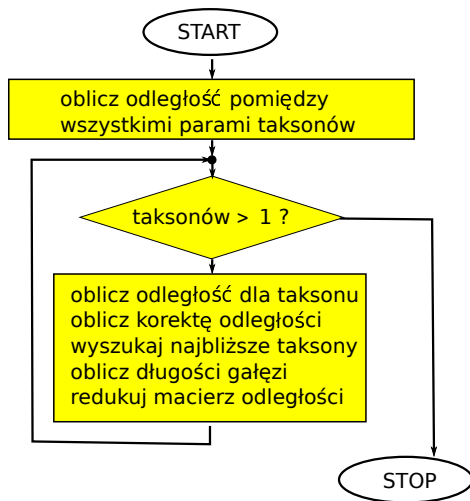 START
oblicz odległość pomiędzy
wszystkimi parami taksonów
taksonów > 1 ?
oblicz odległość dla taksonu
oblicz korektę odległości
wyszukaj najbliższe taksony
oblicz długości gałęzi
redukuj macierz odległości
STOP